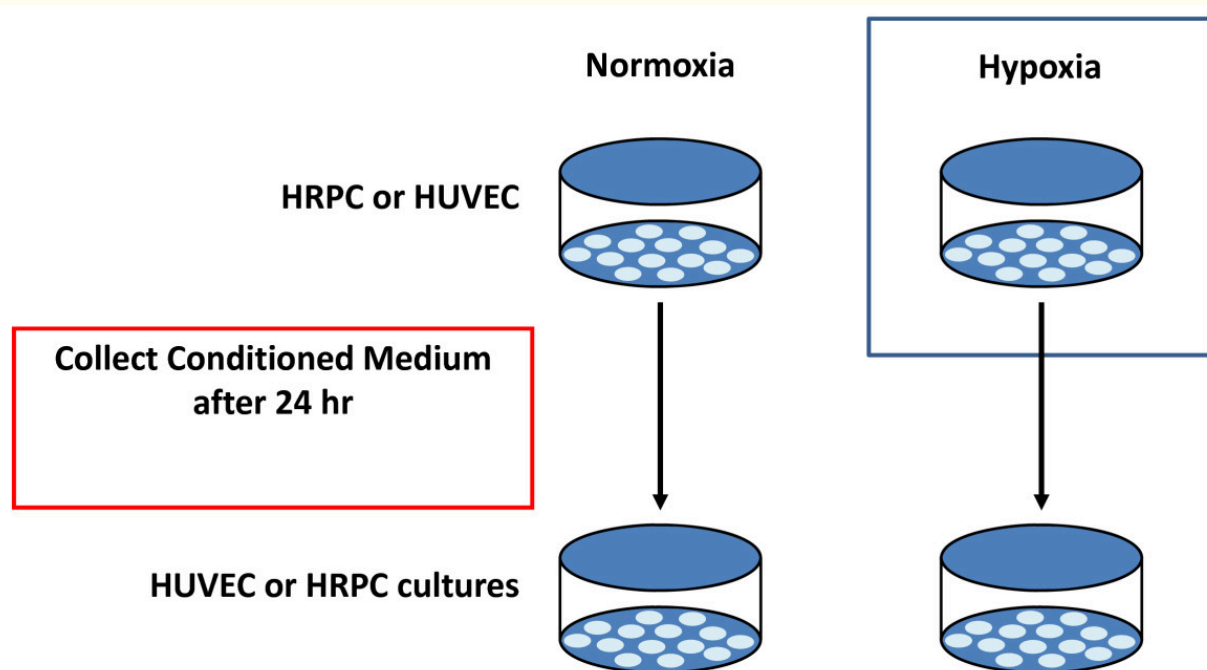 Normoxia
Hypoxia
HRPC or HUVEC
Collect Conditioned Medium
after 24 hr
HUVEC or HRPC cultures